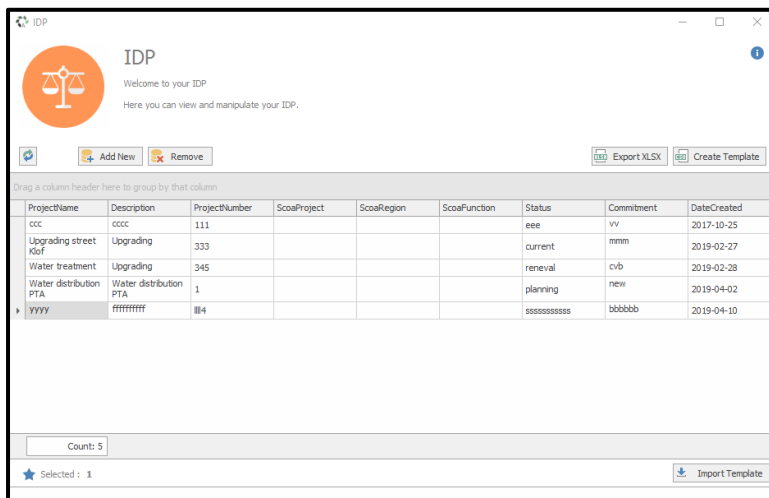 IDP
IDP
Welcome to your IDP
Here you can view and manipulate your IDP.
Add New Remove Export XLSX Create Template
Drag a column header here to group by that column
ProjectName Description ProjectNumber ScoaProject ScoaRegion ScoaFunction Status Commitment DateCreated
ccc cccc 111 eee vv 2017-10-25
Upgrading street Upgrading 333 current mmm 2019-02-27
Klof
Water treatment Upgrading 345 reneval cvb 2019-02-28
Water distribution Water distribution 1 planning new 2019-04-02
PTA PTA
yyyy ffffffffff llll4 sssssssssss bbbbbb 2019-04-10
Count: 5
Selected : 1 Import Template